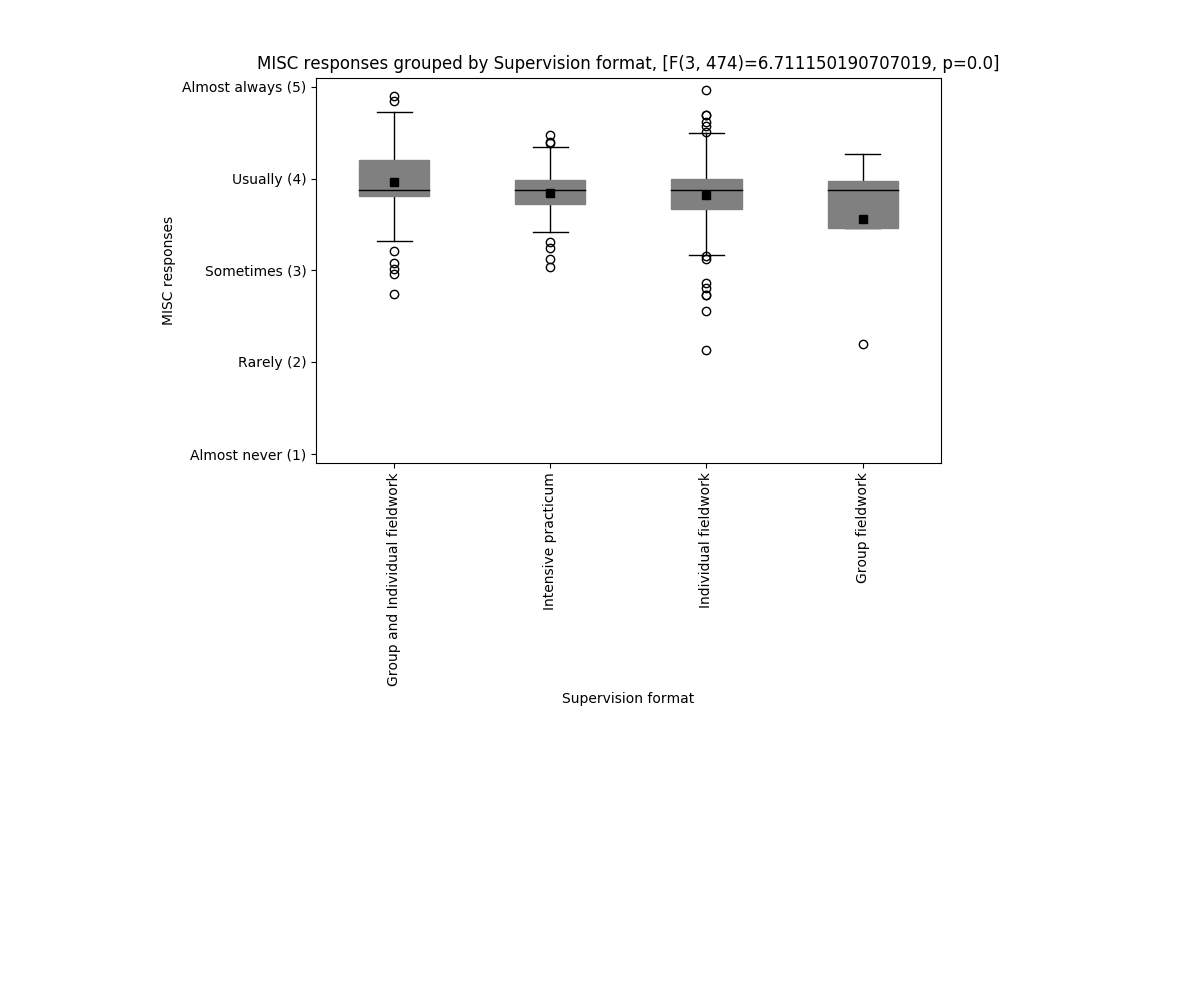 MISC responses grouped by Supervision format, [F(3, 474)=6.711150190707019, p=0.0]
Almost always (5)
Usually (4)
Sometimes (3)
Rarely (2)
Almost never (1)
MISC responses
Group and Individual fieldwork
Intensive practicum
Individual fieldwork
Group fieldwork
Supervision format